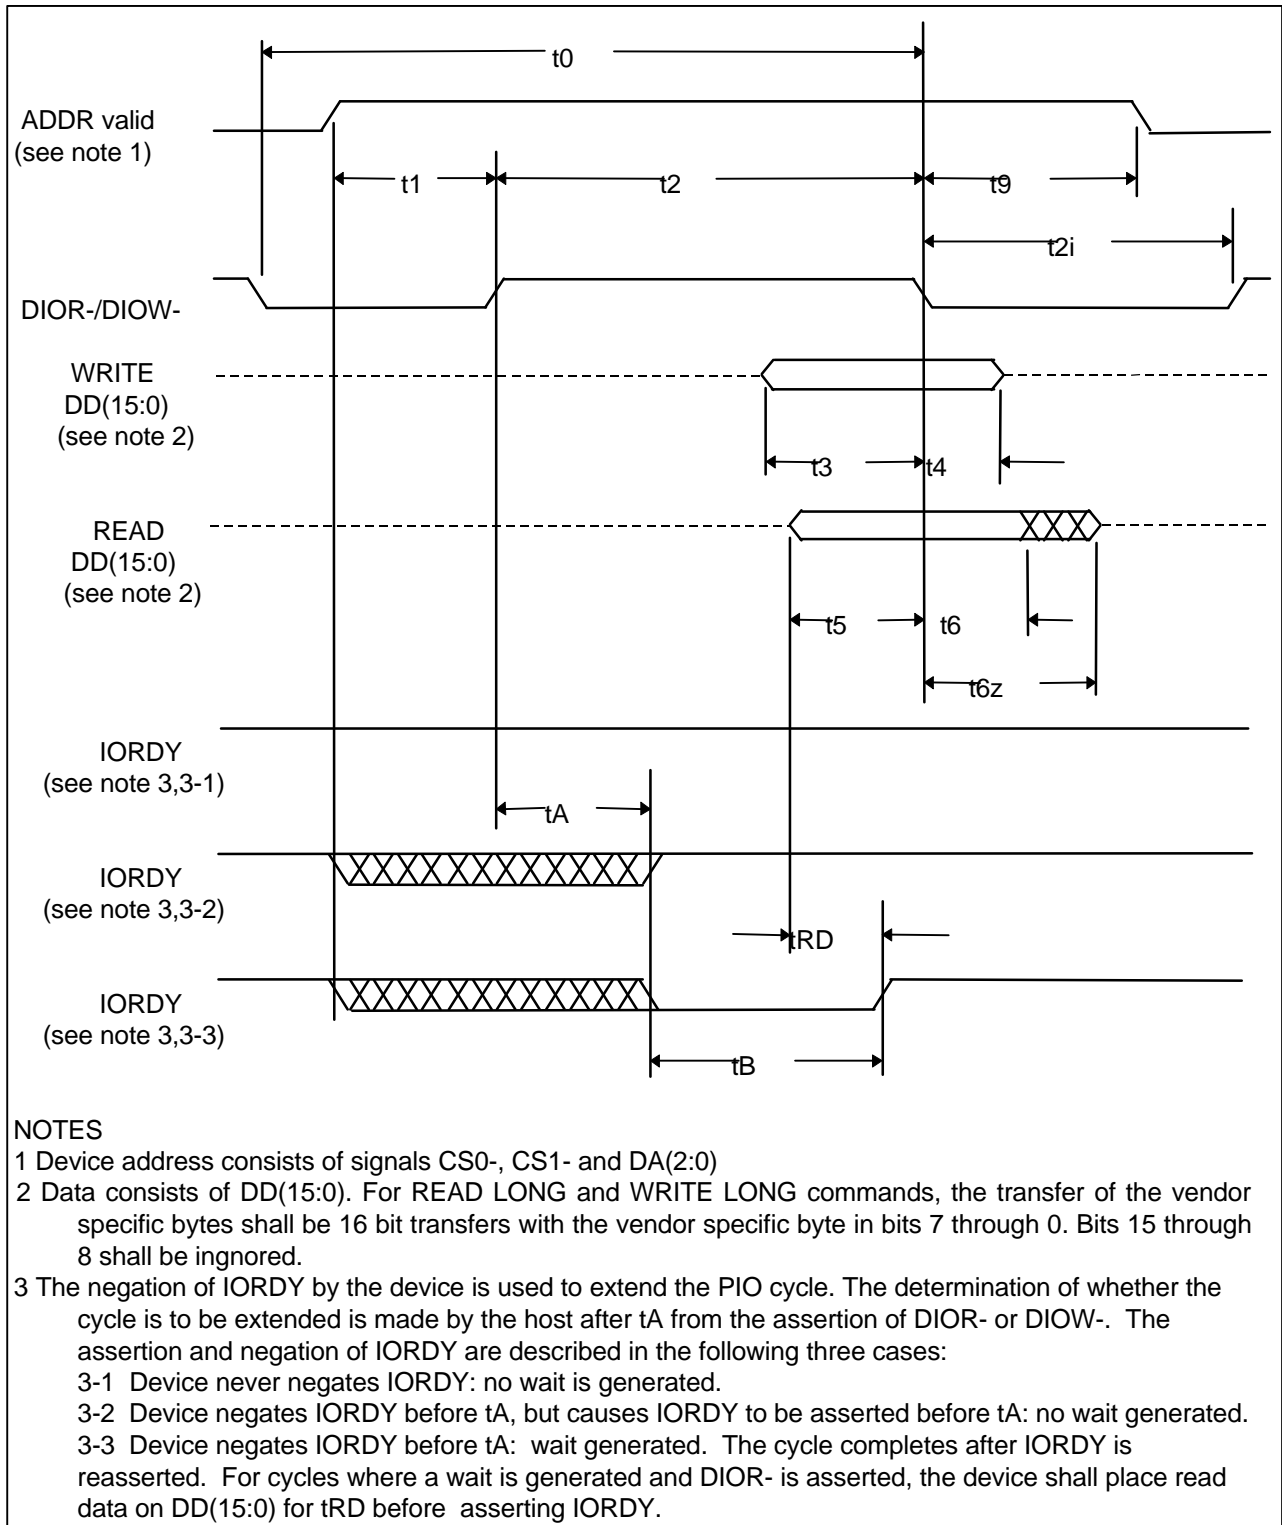 t0
ADDR valid
(see note 1)
t1
t2
t9
t2i
DIOR-/DIOW-
WRITE
DD(15:0)
(see note 2)
t3
t4
READ
DD(15:0)
(see note 2)
t5
t6
t6z
IORDY
(see note 3,3-1)
tA
IORDY
(see note 3,3-2)
tRD
IORDY
(see note 3,3-3)
tB
NOTES
1 Device address consists of signals CS0-, CS1- and DA(2:0)
2 Data consists of DD(15:0). For READ LONG and WRITE LONG commands, the transfer of the vendor
specific bytes shall be 16 bit transfers with the vendor specific byte in bits 7 through 0. Bits 15 through
8 shall be ingnored.
3 The negation of IORDY by the device is used to extend the PIO cycle. The determination of whether the
cycle is to be extended is made by the host after tA from the assertion of DIOR- or DIOW-. The
assertion and negation of IORDY are described in the following three cases:
3-1 Device never negates IORDY: no wait is generated.
3-2 Device negates IORDY before tA, but causes IORDY to be asserted before tA: no wait generated.
3-3 Device negates IORDY before tA: wait generated. The cycle completes after IORDY is
reasserted. For cycles where a wait is generated and DIOR- is asserted, the device shall place read
data on DD(15:0) for tRD before asserting IORDY.